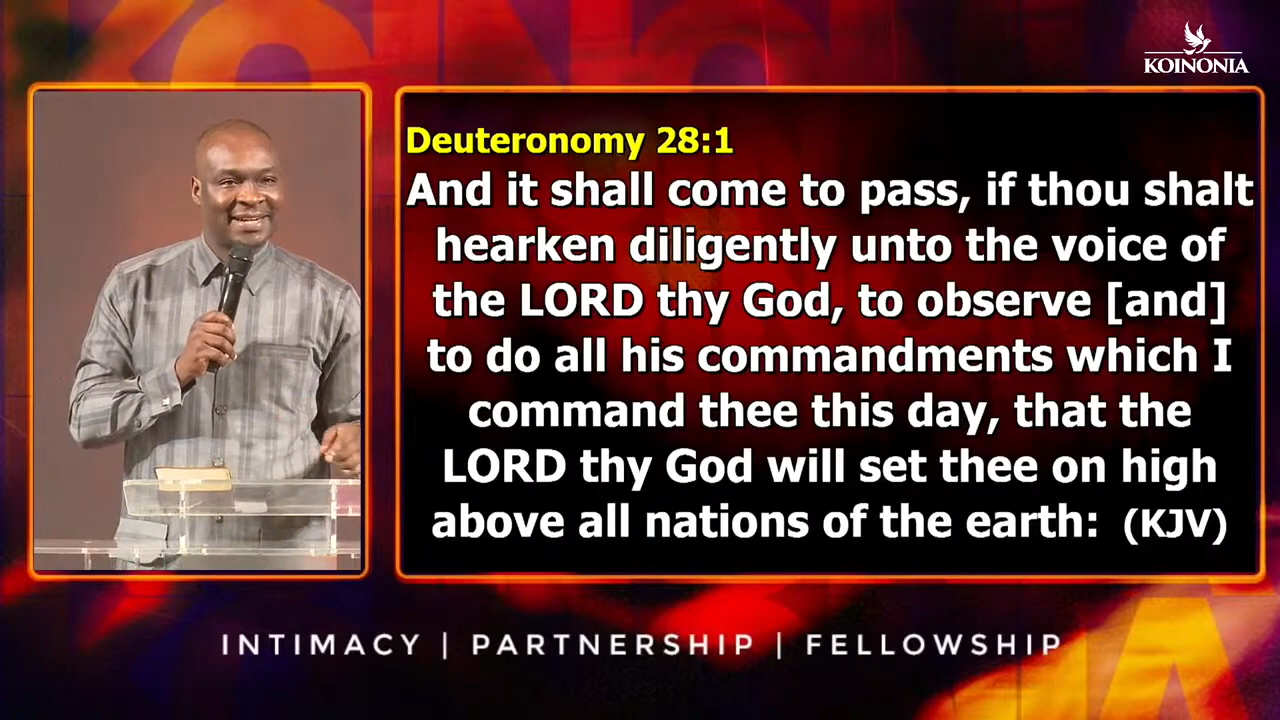 KOINONIA
Deuteronomy 28:1
And it shall come to pass, if thou shalt
hearken diligently unto the voice of
the LORD thy God, to observe [and]
to do all his commandments which I
command thee this day, that the
LORD thy God will set thee on high
above all nations of the earth: (KJV)
INTIMACY | PARTNERSHIP | FELLOWSHIP